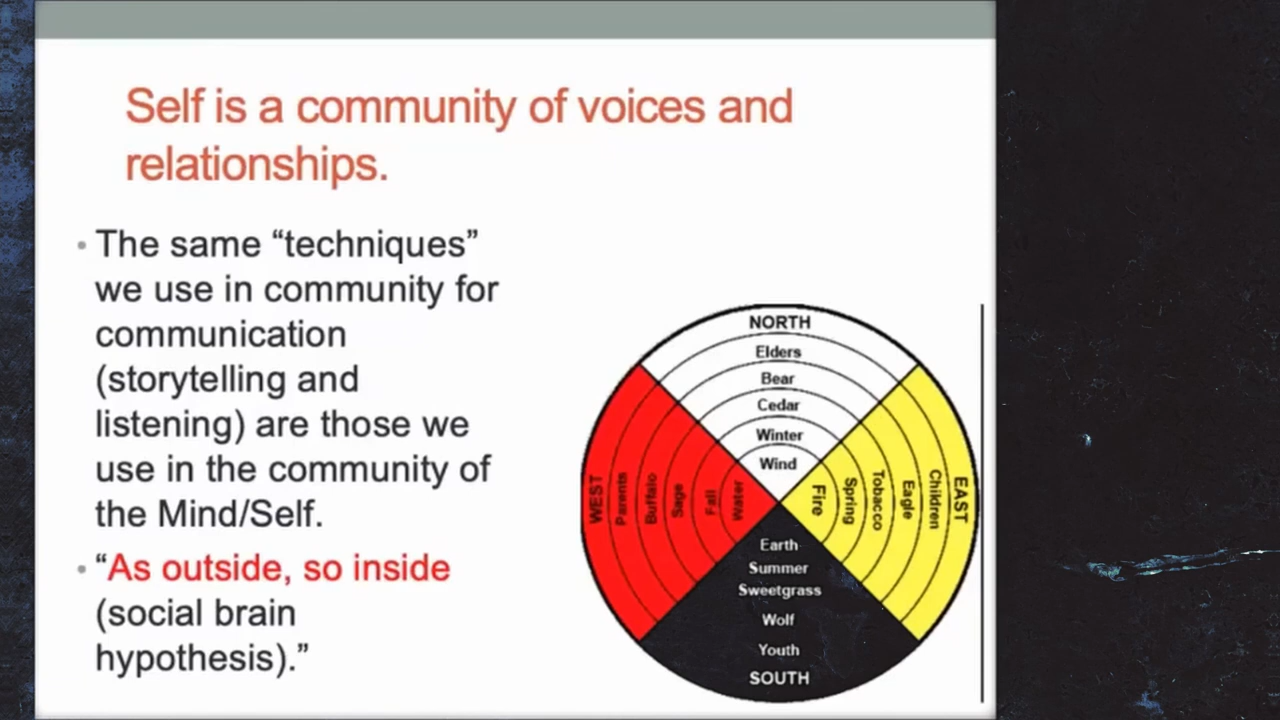 Self is a community of voices and
relationships.
• The same “techniques”
we use in community for
communication
(storytelling and
listening) are those we
use in the community of
the Mind/Self.
• “As outside, so inside
(social brain
hypothesis).”
NORTH
Elders
Bear
Cedar
Winter
Wind
WEST
Parents
Buffalo
Sage
Fall
Water
Fire
Spring
Tobacco
Eagle
Children
EAST
Earth
Summer
Sweetgrass
Wolf
Youth
SOUTH